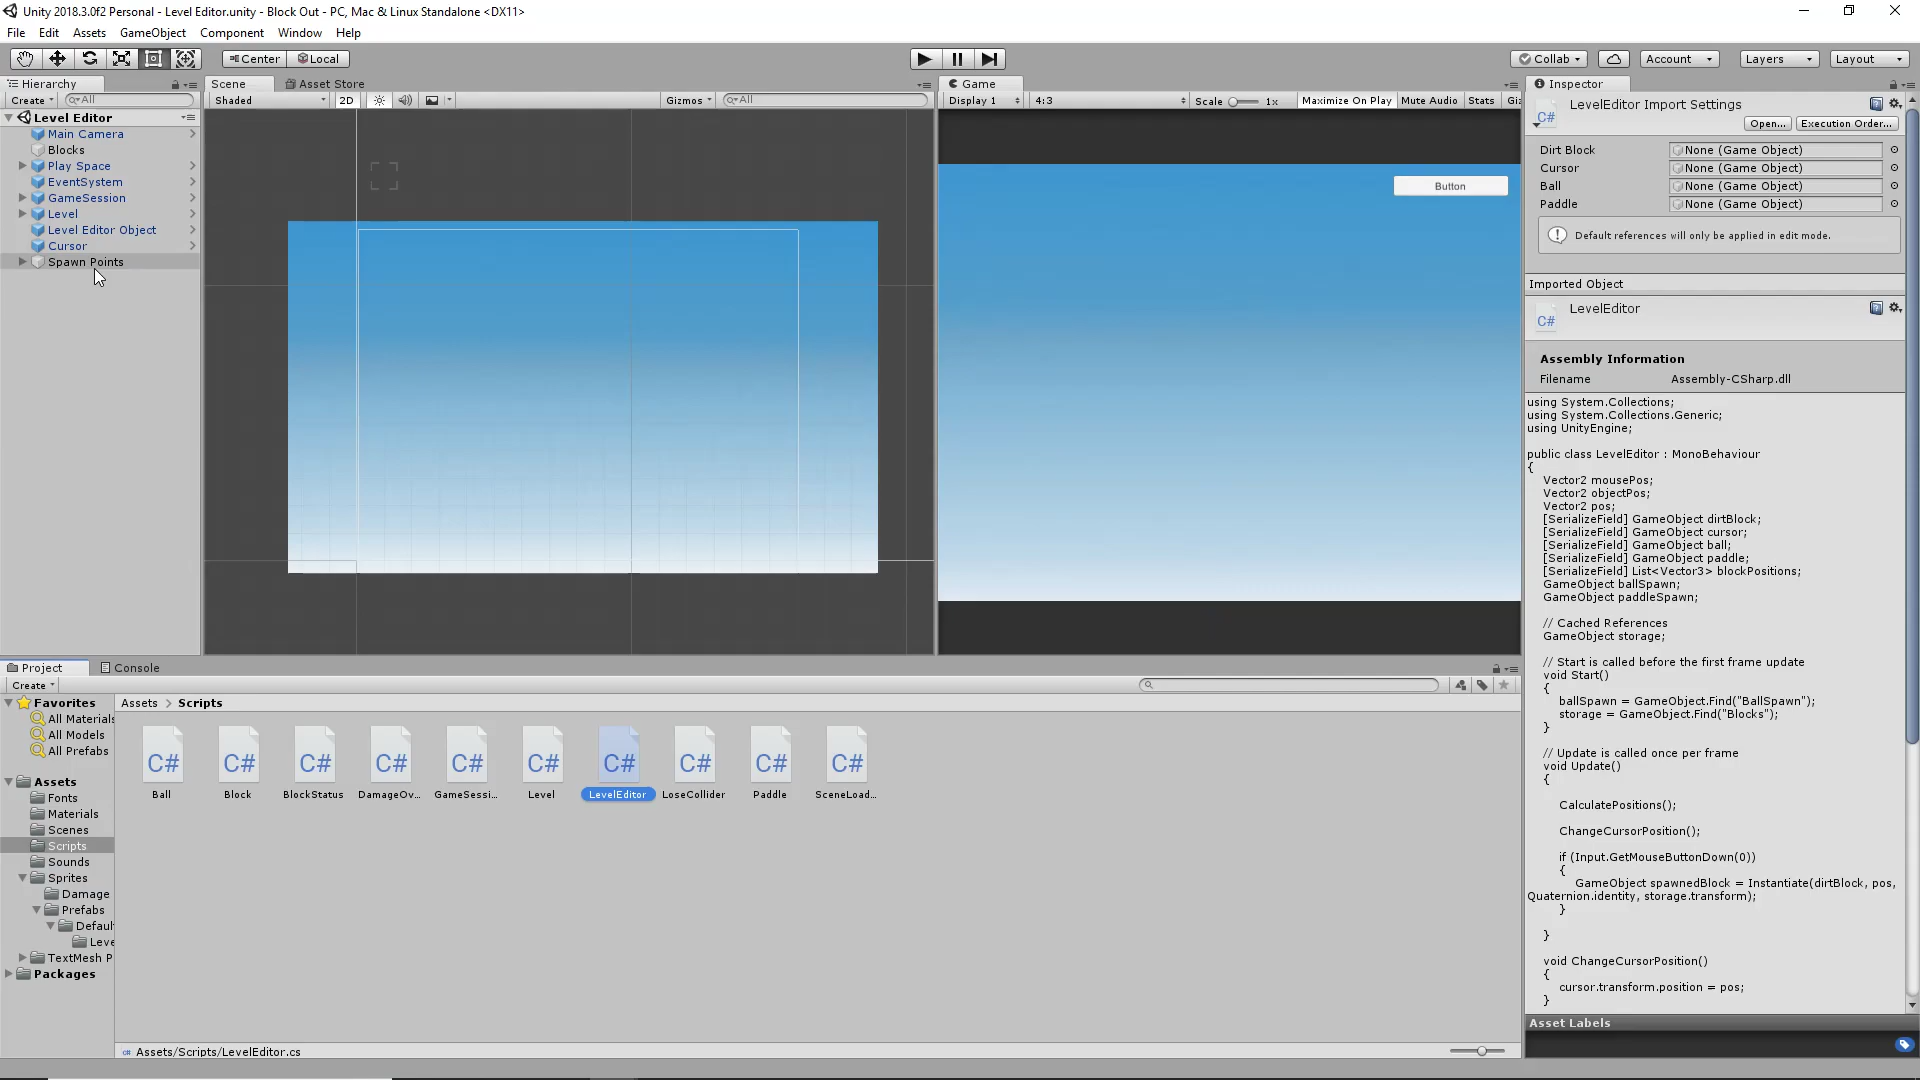 Unity 2018.3.0f2 Personal - Level Editor.unity - Block Out - PC, Mac & Linux Standalone <DX11>
File Edit Assets GameObject Component Window Help
Center Local
Collab Account Layers Layout
Hierarchy
Create All
Level Editor
Main Camera
Blocks
Play Space
EventSystem
GameSession
Level
Level Editor Object
Cursor
Spawn Points
Scene Asset Store
Shaded 2D Gizmos All
Game
Display 1 4:3 Scale 1x Maximize On Play Mute Audio Stats Gi
Button
Inspector
LevelEditor Import Settings
C#
Open... Execution Order...
Dirt Block None (Game Object)
Cursor None (Game Object)
Ball None (Game Object)
Paddle None (Game Object)
Default references will only be applied in edit mode.
Imported Object
LevelEditor
C#
Assembly Information
Filename Assembly-CSharp.dll
using System.Collections;
using System.Collections.Generic;
using UnityEngine;
public class LevelEditor : MonoBehaviour
{
Vector2 mousePos;
Vector2 objectPos;
Vector2 pos;
[SerializeField] GameObject dirtBlock;
[SerializeField] GameObject cursor;
[SerializeField] GameObject ball;
[SerializeField] GameObject paddle;
[SerializeField] List<Vector3> blockPositions;
GameObject ballSpawn;
GameObject paddleSpawn;
// Cached References
GameObject storage;
// Start is called before the first frame update
void Start()
{
ballSpawn = GameObject.Find("BallSpawn");
storage = GameObject.Find("Blocks");
}
// Update is called once per frame
void Update()
{
CalculatePositions();
ChangeCursorPosition();
if (Input.GetMouseButtonDown(0))
{
GameObject spawnedBlock = Instantiate(dirtBlock, pos,
Quaternion.identity, storage.transform);
}
}
void ChangeCursorPosition()
{
cursor.transform.position = pos;
}
Asset Labels
Project Console
Create
Favorites
All Materials
All Models
All Prefabs
Assets
Fonts
Materials
Scenes
Scripts
Sounds
Sprites
Damage
Prefabs
Defaul
Leve
TextMesh P
Packages
Assets > Scripts
C# C# C# C# C# C# C# C# C# C#
Ball Block BlockStatus DamageOv... GameSessi... Level LevelEditor LoseCollider Paddle SceneLoad...
Assets/Scripts/LevelEditor.cs